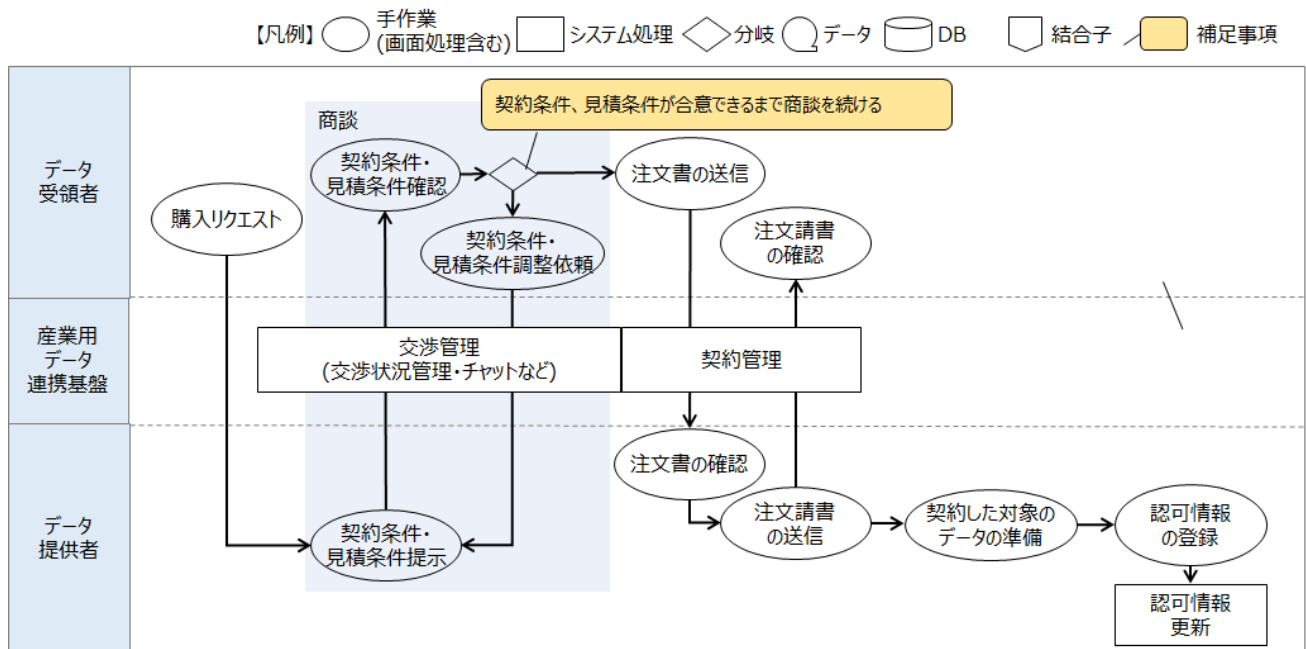 【凡例】
手作業
(画面処理含む)
システム処理
分岐
データ
DB
結合子
補足事項
データ
受領者
商談
契約条件、見積条件が合意できるまで商談を続ける
購入リクエスト
契約条件・
見積条件確認
契約条件・
見積条件調整依頼
注文書の送信
注文請書
の確認
産業用
データ
連携基盤
交渉管理
(交渉状況管理・チャットなど)
契約管理
データ
提供者
契約条件・
見積条件提示
注文書の確認
注文請書
の送信
契約した対象の
データの準備
認可情報
の登録
認可情報
更新